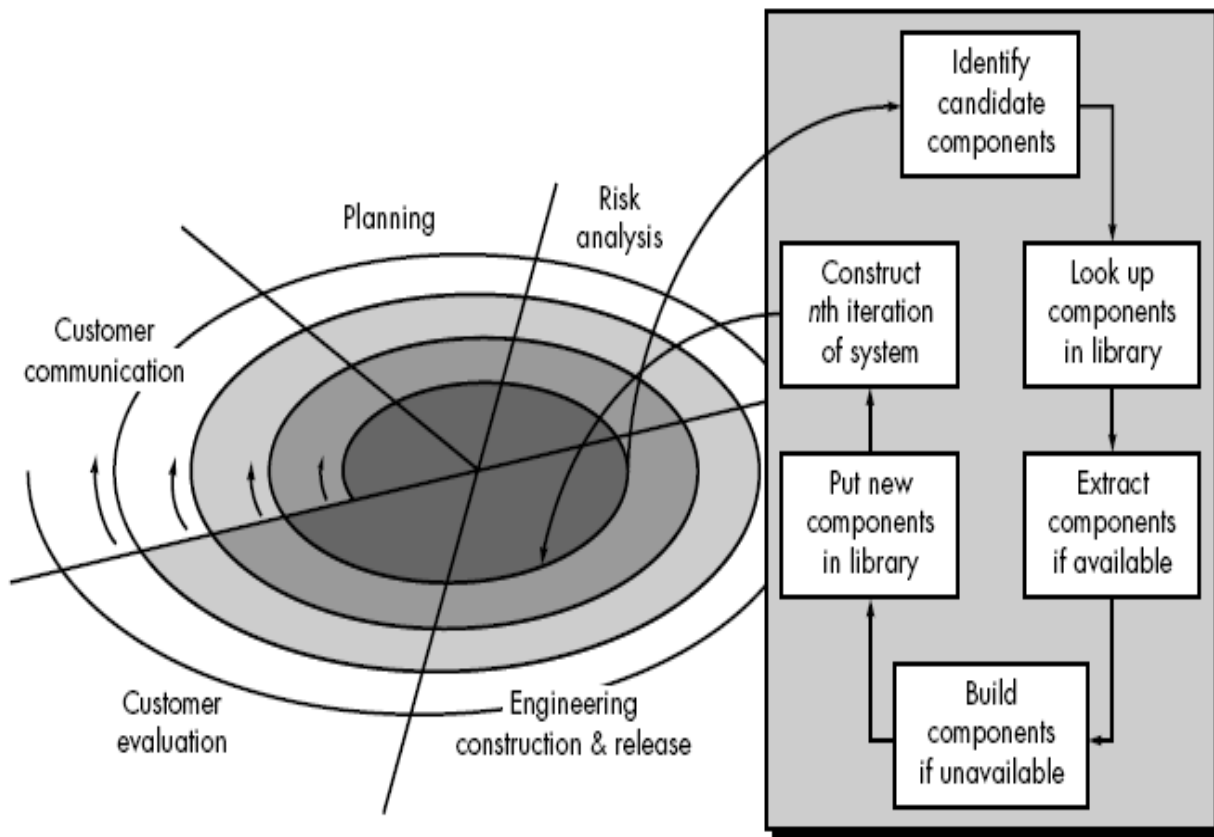 Planning
Risk
analysis
Customer
communication
Customer
evaluation
Engineering
construction & release
Identify
candidate
components
Look up
components
in library
Extract
components
if available
Build
components
if unavailable
Put new
components
in library
Construct
nth iteration
of system